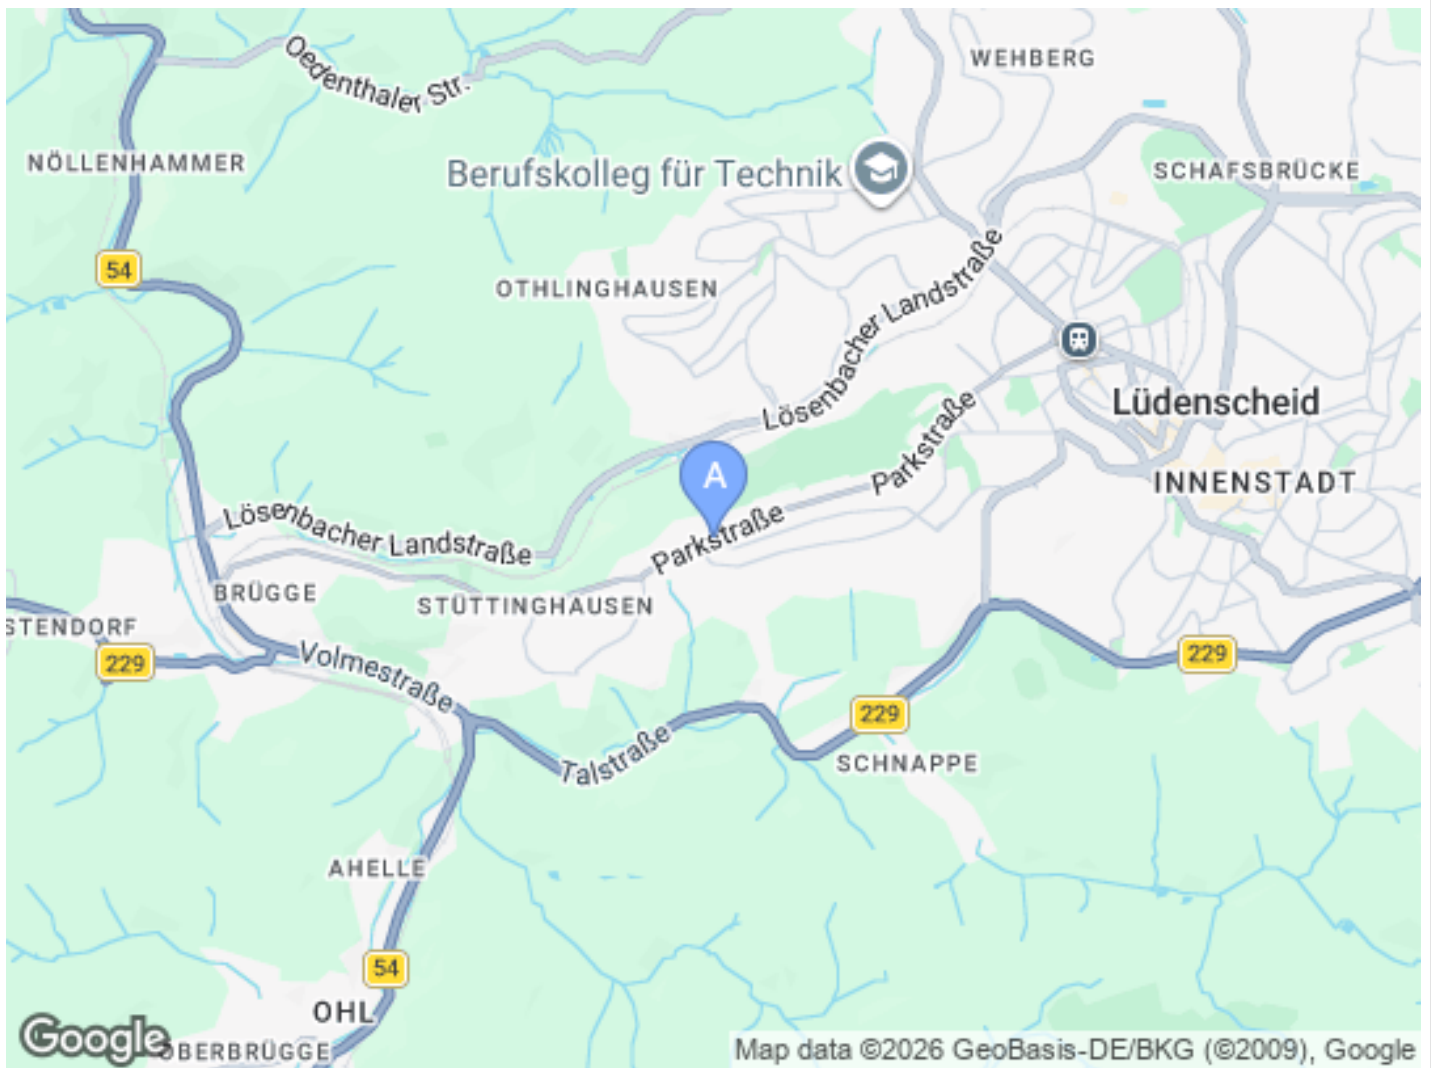 Oedenthaler Str.
WEHBERG
NÖLLENHAMMER
Berufskolleg für Technik
SCHAFSBRÜCKE
54
OTHLINGHAUSEN
Lösenbacher Landstraße
Lüdenscheid
Parkstraße
INNENSTADT
A
Lösenbacher Landstraße
Parkstraße
BRÜGGE
STÜTTINGHAUSEN
STENDORF
229
Volmestraße
229
229
Talstraße
SCHNAPPE
AHELLE
54
OHL
OBERBRÜGGE
Google
Map data ©2026 GeoBasis-DE/BKG (©2009), Google